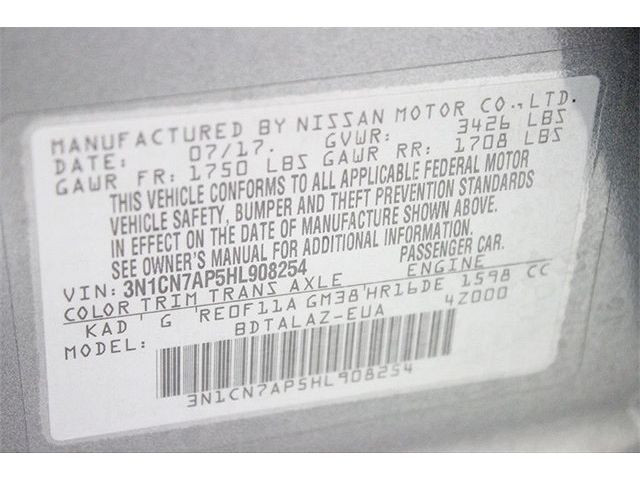 MANUFACTURED BY NISSAN MOTOR CO.,LTD.
DATE: 07/17. GVWR: 3426 LBS
GAWR FR: 1750 LBS GAWR RR: 1708 LBS
THIS VEHICLE CONFORMS TO ALL APPLICABLE FEDERAL MOTOR
VEHICLE SAFETY, BUMPER AND THEFT PREVENTION STANDARDS
IN EFFECT ON THE DATE OF MANUFACTURE SHOWN ABOVE.
SEE OWNER'S MANUAL FOR ADDITIONAL INFORMATION.
VIN: 3N1CN7AP5HL908254 PASSENGER CAR.
COLOR TRIM TRANS AXLE ENGINE
KAD' G 'RE0F11A GM38'HR16DE 1598 CC
MODEL: BDTALAZ-EUA 4Z000
3N1CN7AP5HL908254